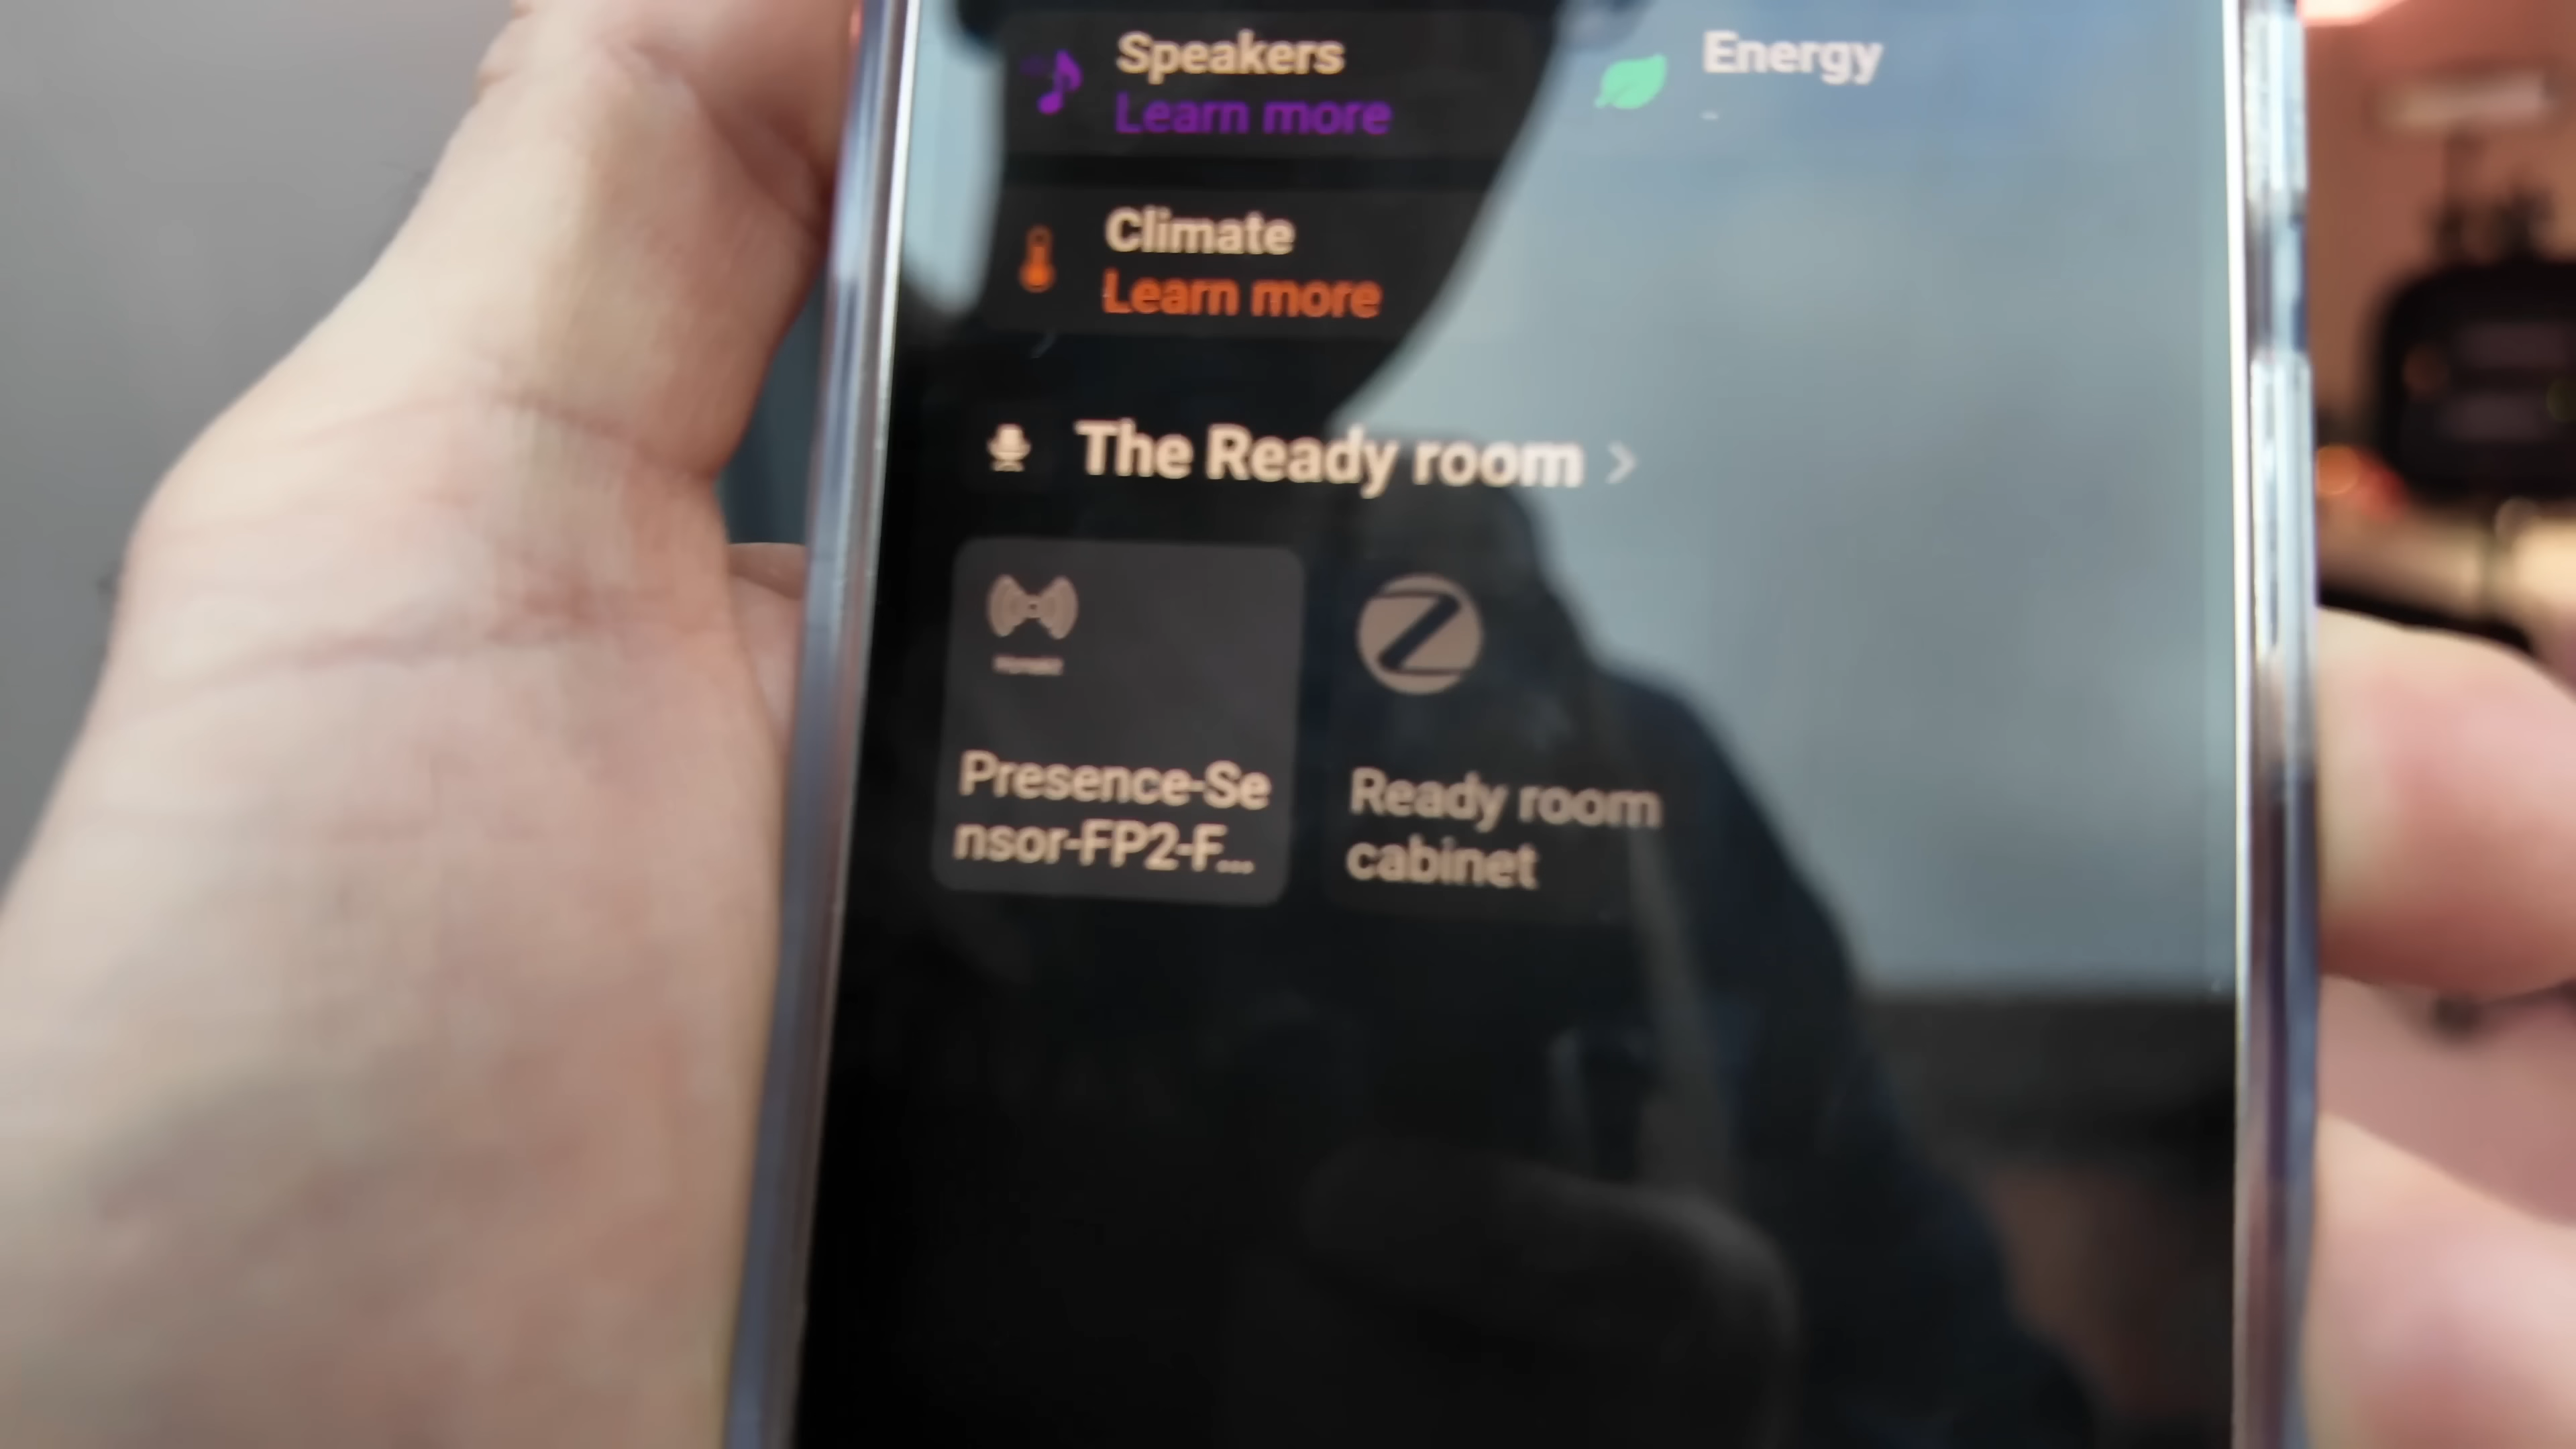 Speakers
Learn more
Energy
-
Climate
Learn more
The Ready room >
Presence-Se
nsor-FP2-F...
Ready room
cabinet